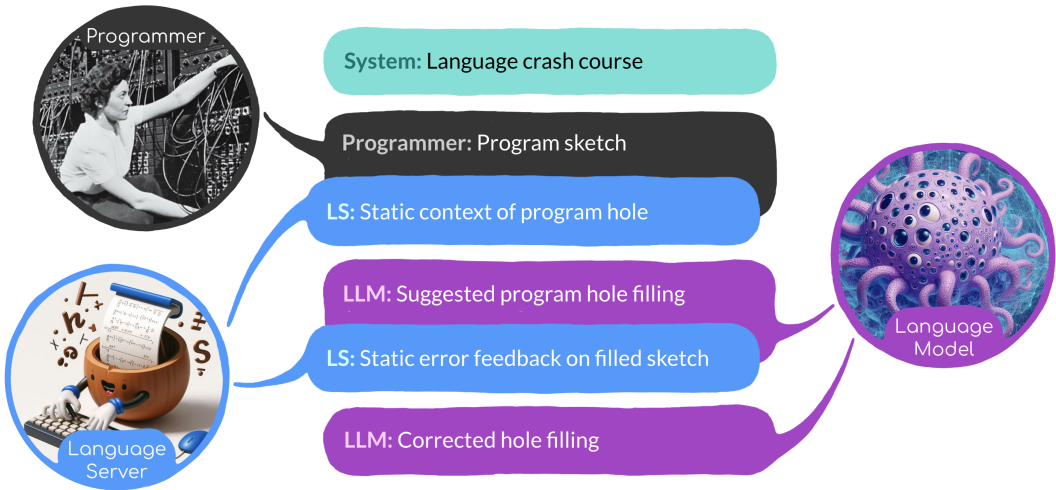 Programmer
System: Language crash course
Programmer: Program sketch
LS: Static context of program hole
LLM: Suggested program hole filling
LS: Static error feedback on filled sketch
LLM: Corrected hole filling
Language
Server
Language
Model